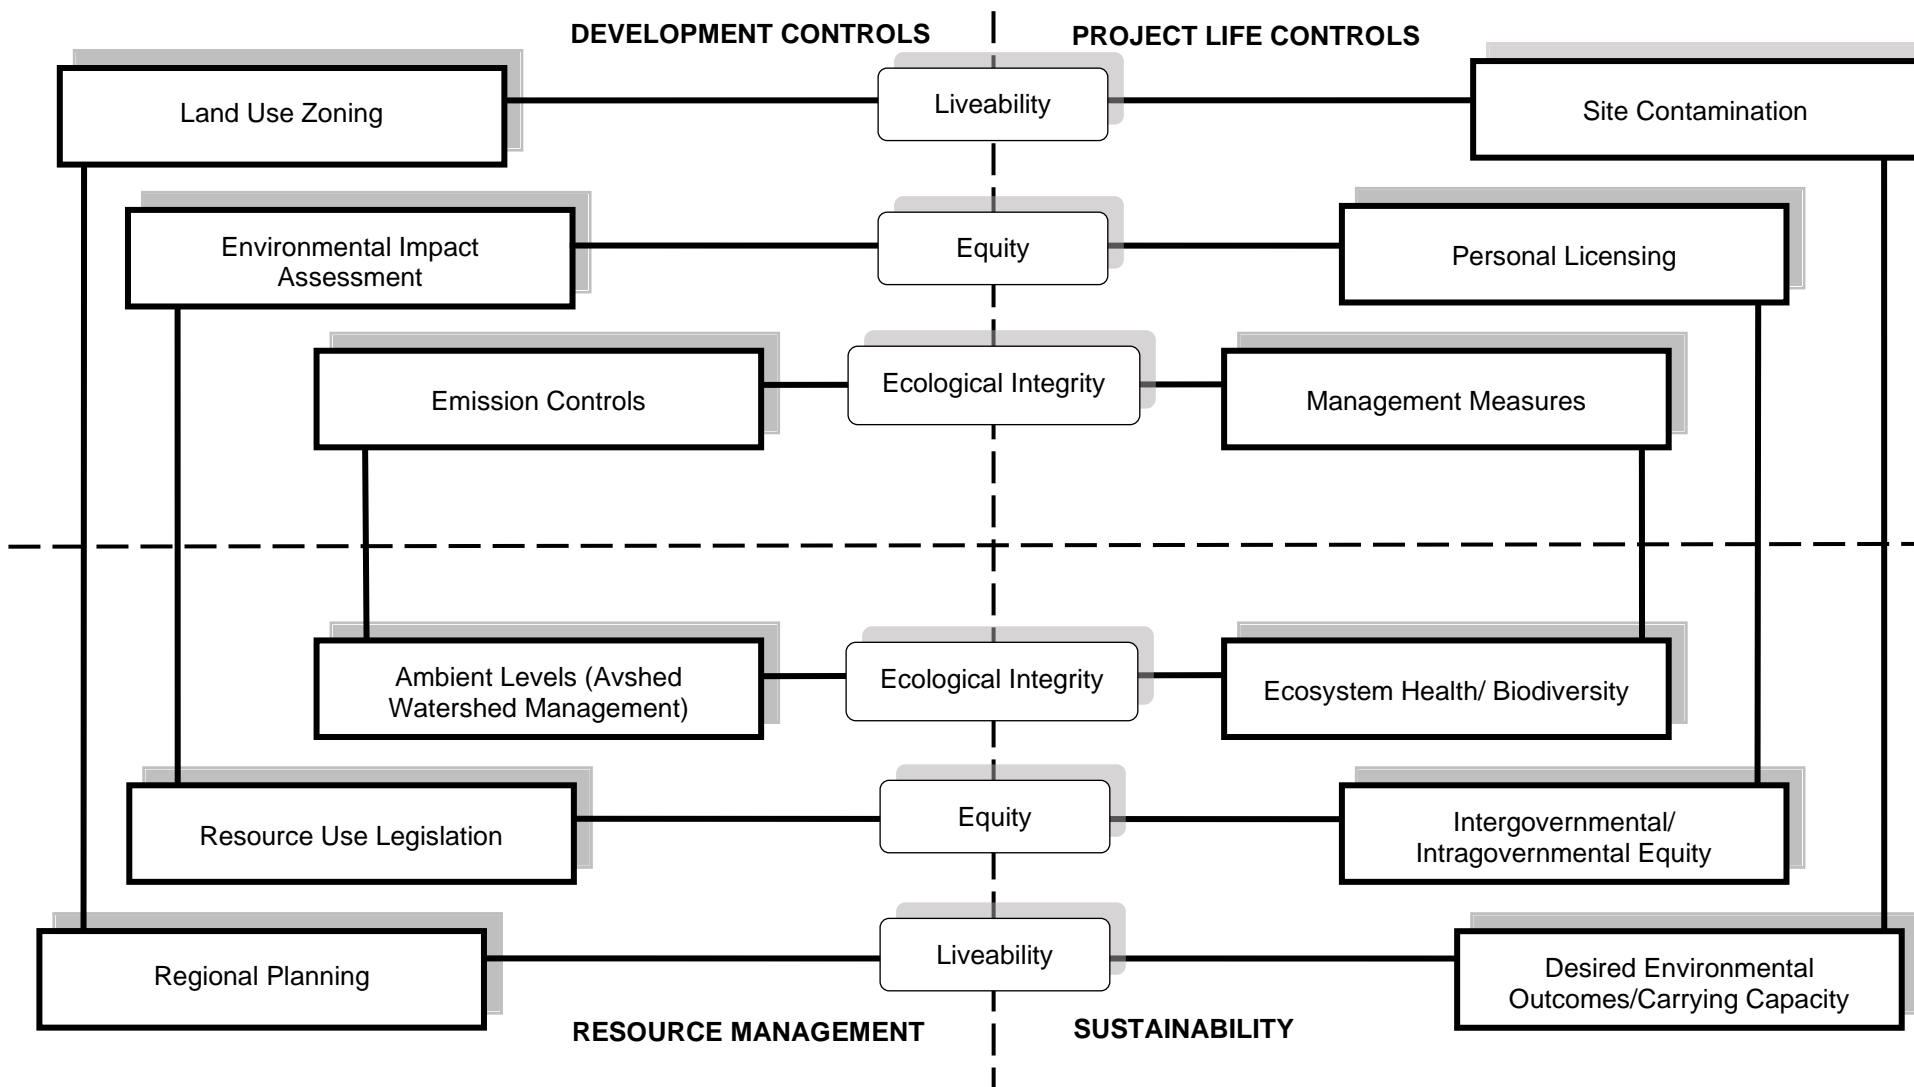 DEVELOPMENT CONTROLS
PROJECT LIFE CONTROLS
Land Use Zoning
Liveability
Site Contamination
Environmental Impact
Assessment
Equity
Personal Licensing
Emission Controls
Ecological Integrity
Management Measures
Ambient Levels (Avshed
Watershed Management)
Ecological Integrity
Ecosystem Health/ Biodiversity
Resource Use Legislation
Equity
Intergovernmental/
Intragovernmental Equity
Regional Planning
Liveability
Desired Environmental
Outcomes/Carrying Capacity
RESOURCE MANAGEMENT
SUSTAINABILITY